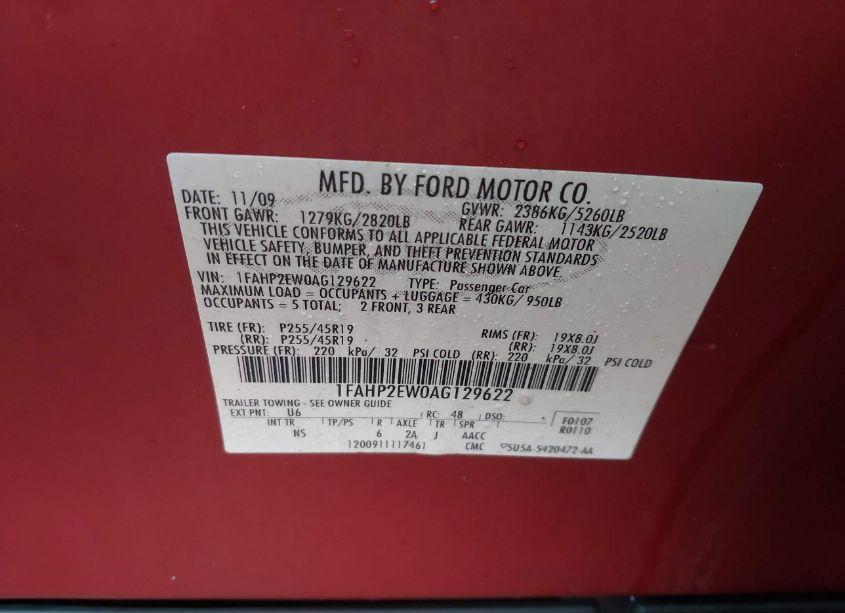 MFD. BY FORD MOTOR CO.
DATE: 11/09 GVWR: 2386KG/5260LB
FRONT GAWR: 1279KG/2820LB REAR GAWR: 1143KG/2520LB
THIS VEHICLE CONFORMS TO ALL APPLICABLE FEDERAL MOTOR
VEHICLE SAFETY, BUMPER, AND THEFT PREVENTION STANDARDS
IN EFFECT ON THE DATE OF MANUFACTURE SHOWN ABOVE.
VIN: 1FAHP2EW0AG129622 TYPE: Passenger Car
MAXIMUM LOAD = OCCUPANTS + LUGGAGE = 430KG/ 950LB
OCCUPANTS = 5 TOTAL; 2 FRONT, 3 REAR
TIRE (FR): P255/45R19 RIMS (FR): 19X8.0J
(RR): P255/45R19 (RR): 19X8.0J
PRESSURE (FR): 220 kPa/ 32 PSI COLD (RR): 220 kPa/ 32 PSI COLD
1FAHP2EW0AG129622
TRAILER TOWING - SEE OWNER GUIDE
EXT PNT: U6 RC: 48 DSO: F0107
INT TR TP/PS R AXLE TR SPR R0110
NS 6 2A J AACC
1200911117461 CMC 5U5A-5420472-AA